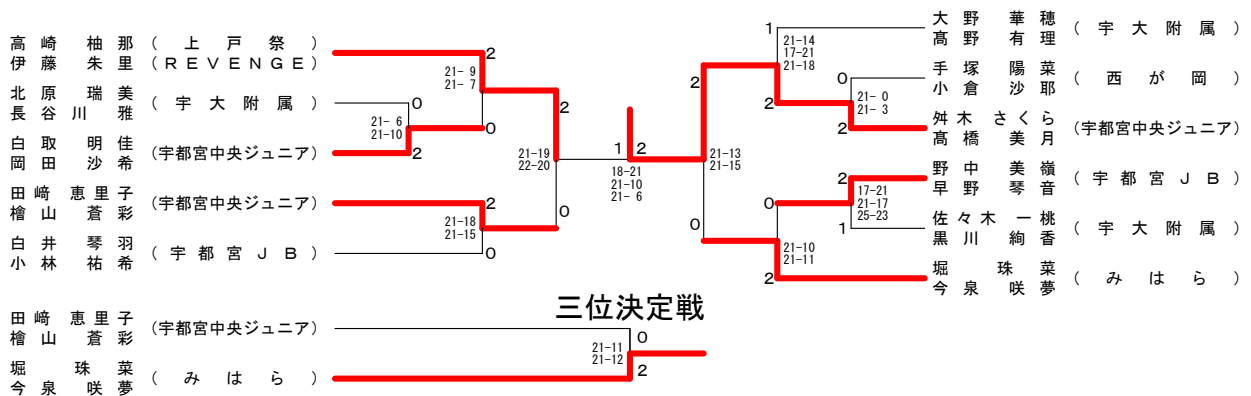 高崎 柚那 (上戸祭)
伊藤 朱里 (REVENGE)
北原 瑞美 (宇大附属)
長谷川 雅
白取 明佳 (宇都宮中央ジュニア)
岡田 沙希
田﨑 恵里子 (宇都宮中央ジュニア)
檜山 蒼彩
白井 琴羽 (宇都宮JB)
小林 祐希
2
21- 9
21- 7
0
0
21- 6
21-10
2
2
21-19
22-20
0
2
21-18
21-15
0
1 2
18-21
21-10
21- 6
大野 華穂 (宇大附属)
髙野 有理
手塚 陽菜 (西が岡)
小倉 沙耶
舛木 さくら (宇都宮中央ジュニア)
髙橋 美月
野中 美嶺 (宇都宮JB)
早野 琴音
佐々木 一桃 (宇大附属)
黒川 絢香
堀 珠菜 (みはら)
今泉 咲夢
1
21-14
17-21
21-18
2
0
21- 0
21- 3
2
2
21-13
21-15
0
2
17-21
21-17
25-23
1
0
21-10
21-11
2
三位決定戦
田﨑 恵里子 (宇都宮中央ジュニア)
檜山 蒼彩
堀 珠菜 (みはら)
今泉 咲夢
0
21-11
21-12
2